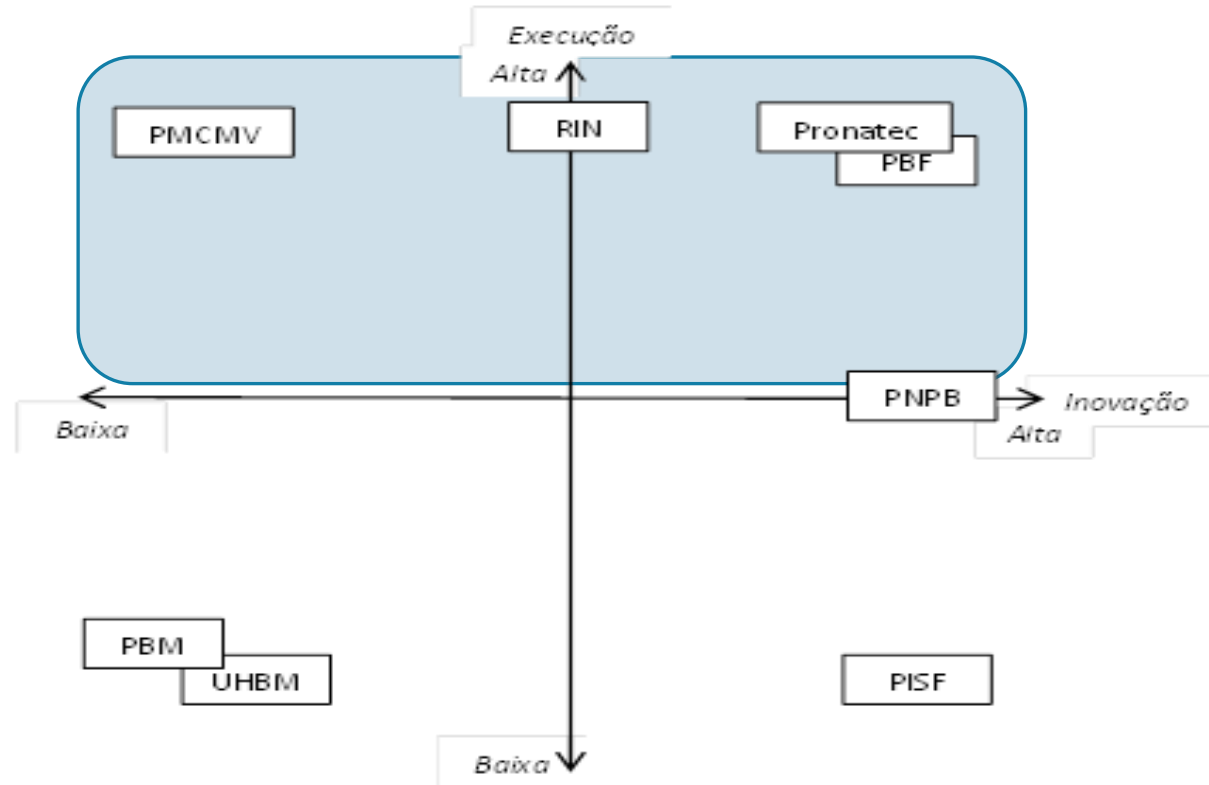 Execução
Alta
PMCMV
RIN
Pronatec
PBF
PNPB
Inovação
Baixa
Alta
PBM
UHBM
PISF
Baixa